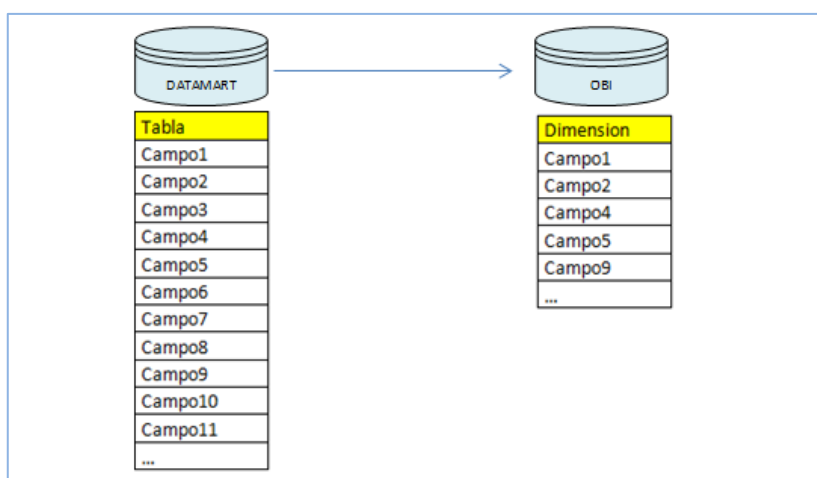 DATAMART
Tabla
Campo1
Campo2
Campo3
Campo4
Campo5
Campo6
Campo7
Campo8
Campo9
Campo10
Campo11
...
OBI
Dimension
Campo1
Campo2
Campo4
Campo5
Campo9
...